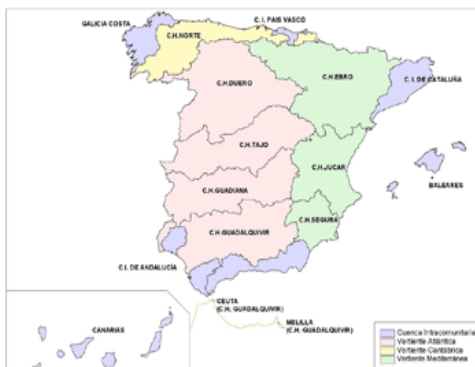 GALICIA COSTA
C. I. PAIS VASCO
C.H.NORTE
C.H.DUERO
C.H.EBRO
C. I. DE CATALUÑA
C.H.TAJO
C.H.JUCAR
BALEARES
C.H.GUADIANA
C.H.SEGURA
C.H.GUADALQUIVIR
C.I. DE ANDALUCÍA
CEUTA
(C.H. GUADALQUIVIR)
MELILLA
(C.H. GUADALQUIVIR)
CANARIAS
Cuenca Intracomunitaria
Vertiente Atlántica
Vertiente Cantábrica
Vertiente Mediterránea